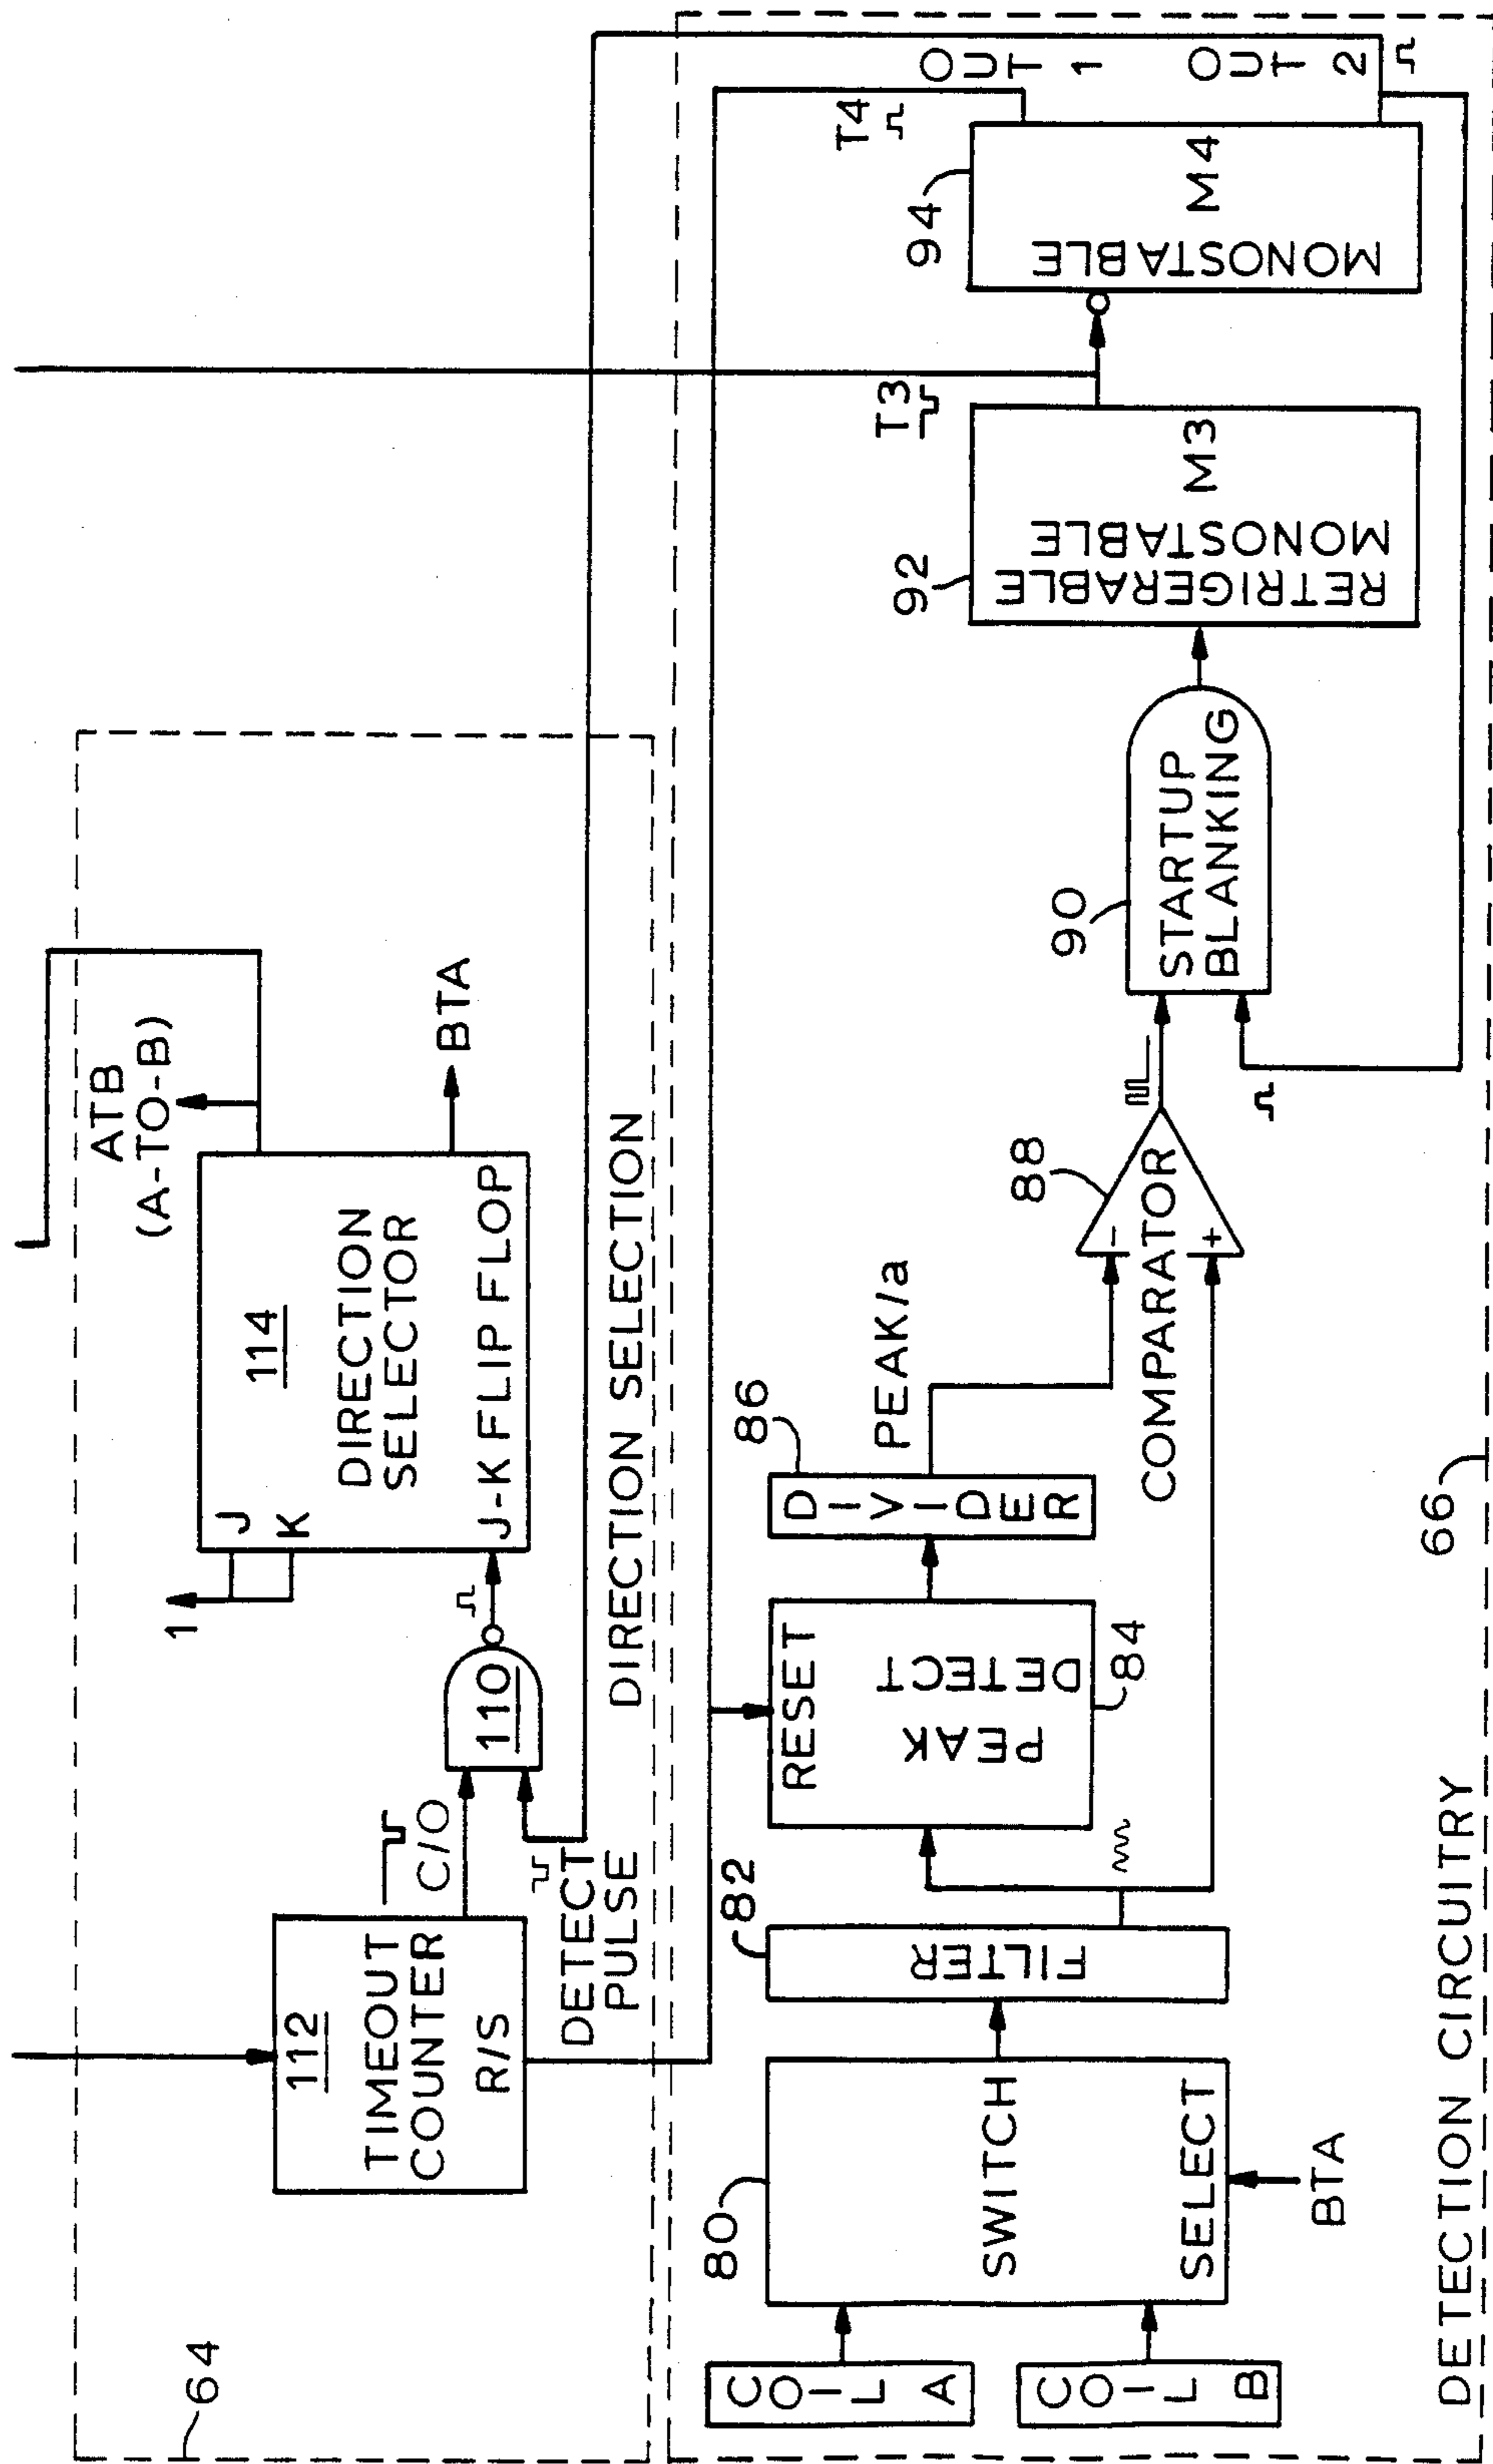 64
112
TIMEOUT
COUNTER
R/S
C/O
DETECT
PULSE
110
1
J
K
114
DIRECTION
SELECTOR
J-K FLIP FLOP
ATB
(A-TO-B)
BTA
DIRECTION SELECTION
COIL A
COIL B
80
SWITCH
SELECT
BTA
82
FILTER
RESET
PEAK
DETECT
84
86
DIVIDER
PEAK/a
88
-
COMPARATOR
+
90
STARTUP
BLANKING
92
RETRIGERABLE
MONOSTABLE
M3
T3
94
MONOSTABLE
M4
T4
OUT 1
OUT 2
DETECTION CIRCUITRY
66